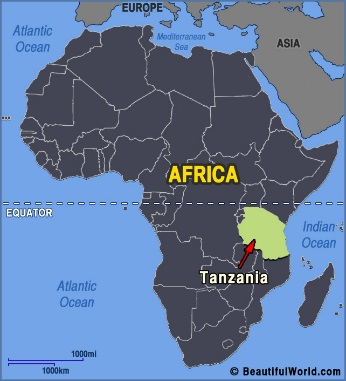 EUROPE
Atlantic
Ocean
Mediterranean
Sea
ASIA
AFRICA
EQUATOR
Indian
Ocean
Tanzania
Atlantic
Ocean
1000mi
1000km
© BeautifulWorld.com